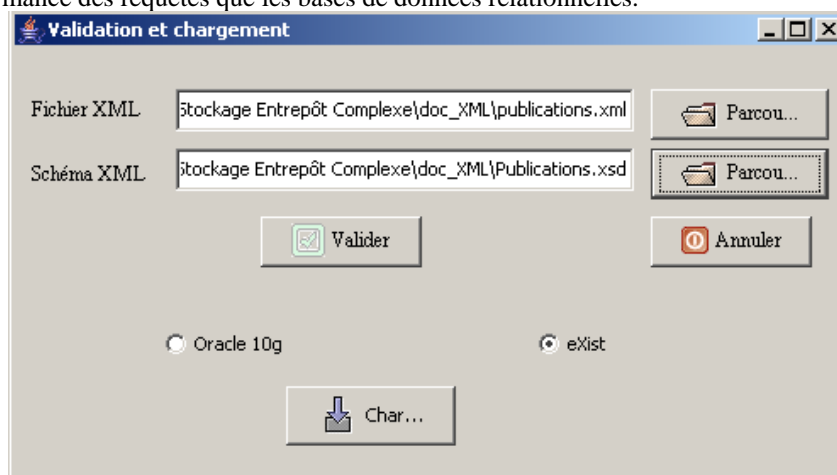 mance des requêtes que les bases de données relationnelles.
Validation et chargement
Fichier XML Stockage Entrepôt Complexe\doc_XML\publications.xml Parcou...
Schéma XML Stockage Entrepôt Complexe\doc_XML\Publications.xsd Parcou...
Valider Annuler
Oracle 10g eXist
Char...